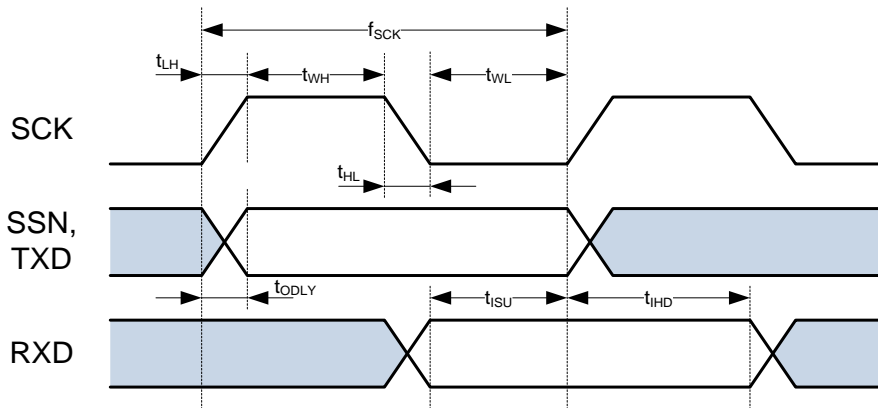 fSCK
tLH
tWH
tWL
SCK
tHL
SSN,
TXD
tODLY
tISU
tIHD
RXD